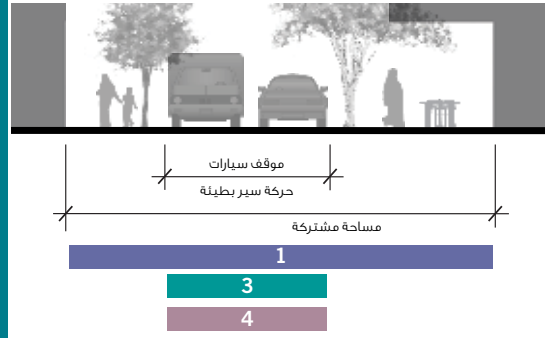 موقف سيارات
حركة سير بطيئة
مساحة مشتركة
1
3
4